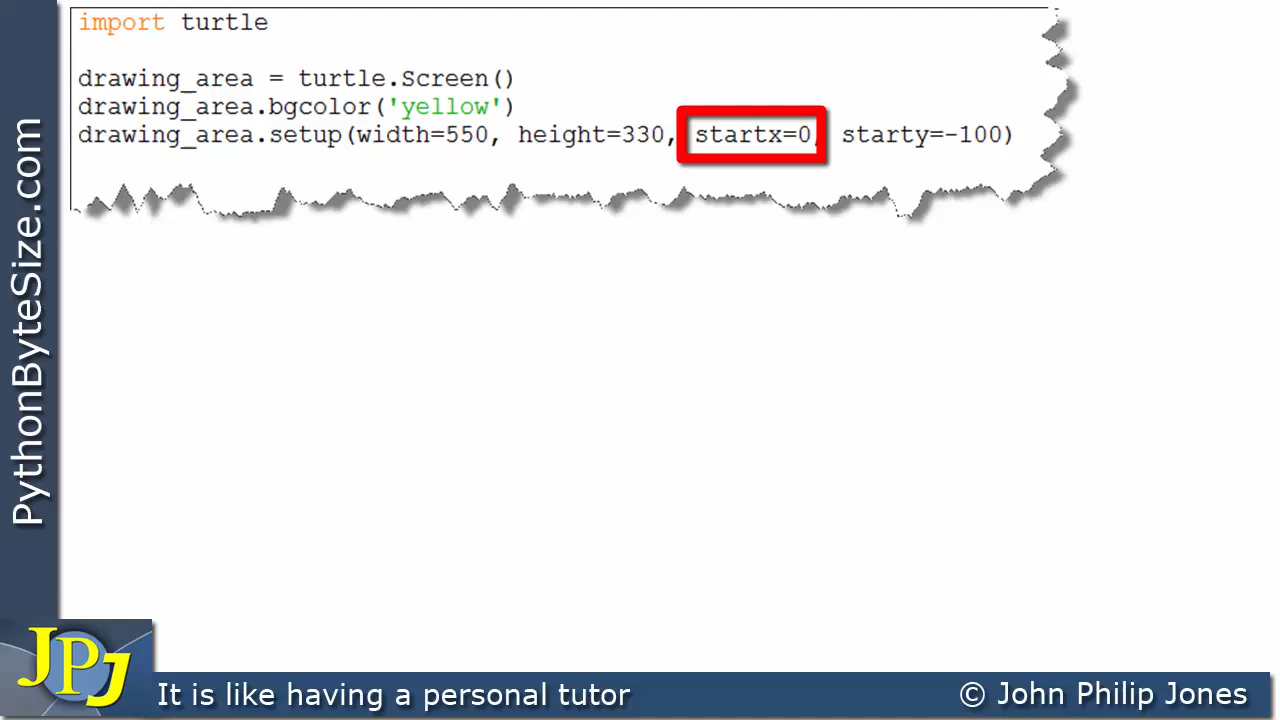 import turtle
drawing_area = turtle.Screen()
drawing_area.bgcolor('yellow')
drawing_area.setup(width=550, height=330, startx=0, starty=-100)
PythonByteSize.com
JPJ
It is like having a personal tutor
© John Philip Jones